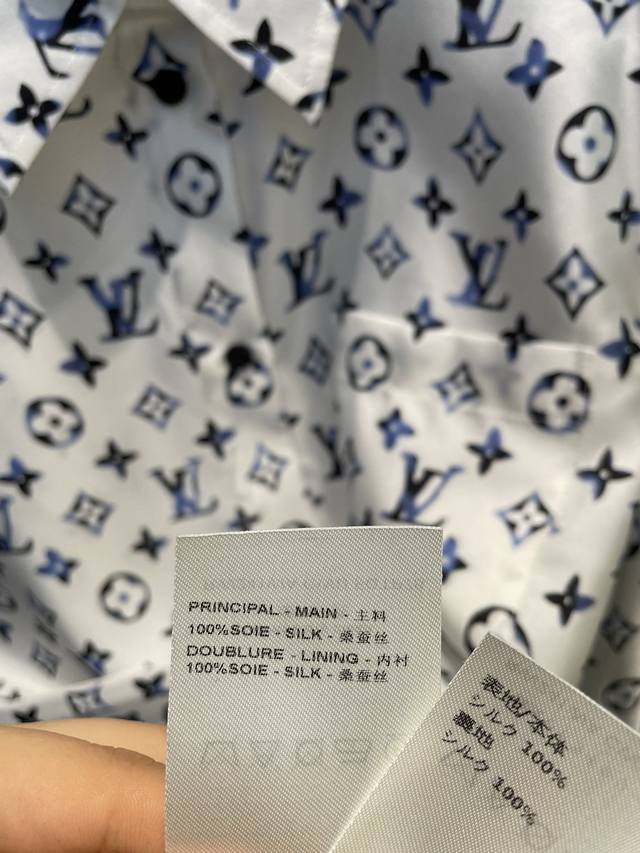 PRINCIPAL - MAIN - 主料
100%SOIE - SILK - 桑蚕丝
DOUBLURE - LINING - 内衬
100%SOIE - SILK - 桑蚕丝
表地/本体
シルク 100%
裏地
シルク 100%